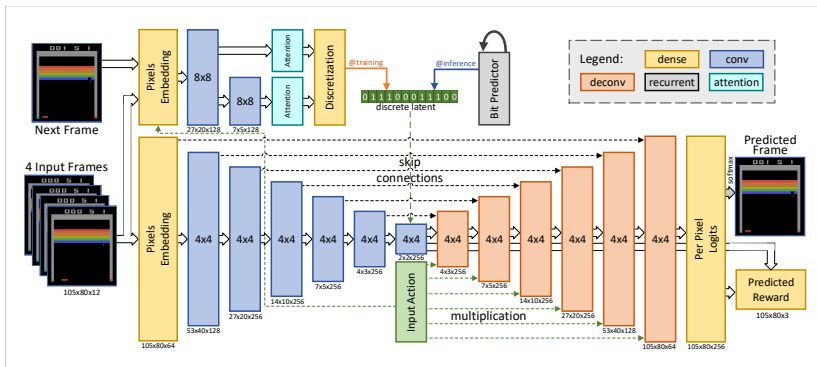 Next Frame
4 Input Frames
105x80x12
Pixels
Embedding
8x8
27x20x128
8x8
7x5x128
Attention
Attention
Discretization
@training
@inference
0 1 1 1 0 0 0 1 1 1 0 0
discrete latent
Bit Predictor
Legend:
dense
conv
deconv
recurrent
attention
Pixels
Embedding
105x80x64
4x4
53x40x128
4x4
27x20x256
4x4
14x10x256
4x4
7x5x256
4x4
4x3x256
4x4
2x2x256
skip
connections
4x4
4x3x256
4x4
7x5x256
4x4
14x10x256
4x4
27x20x256
4x4
53x40x128
4x4
105x80x64
Input Action
multiplication
Per Pixel
Logits
105x80x256
softmax
Predicted
Frame
Predicted
Reward
105x80x3